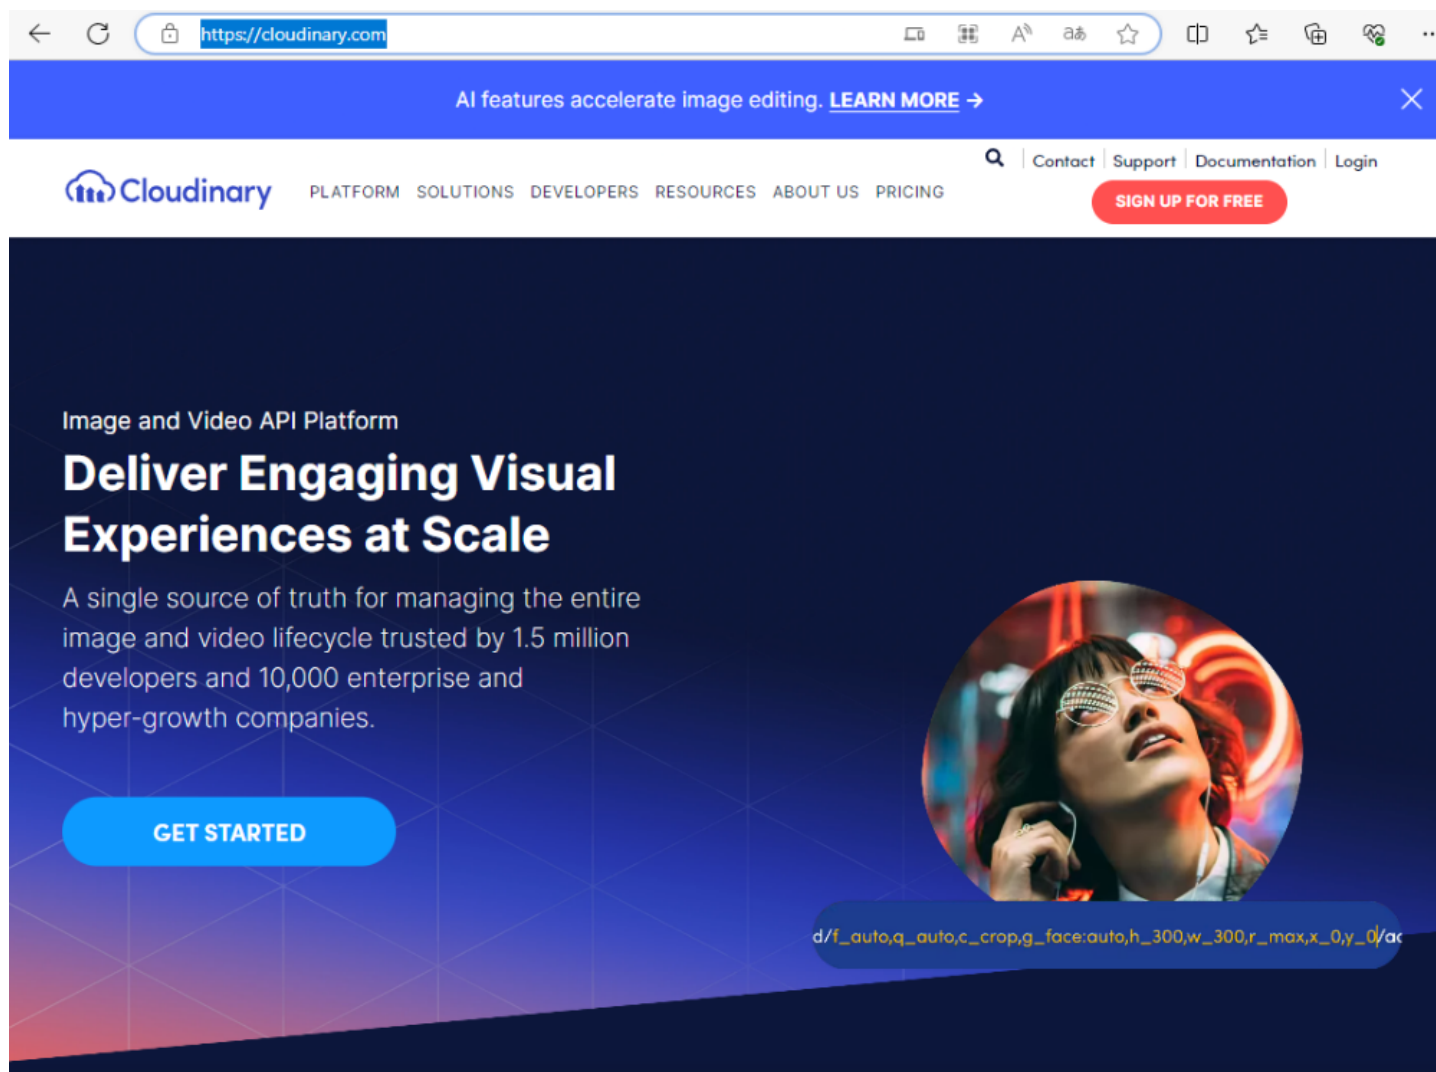 https://cloudinary.com
AI features accelerate image editing. LEARN MORE →
Contact Support Documentation Login
Cloudinary PLATFORM SOLUTIONS DEVELOPERS RESOURCES ABOUT US PRICING
SIGN UP FOR FREE
Image and Video API Platform
Deliver Engaging Visual
Experiences at Scale
A single source of truth for managing the entire
image and video lifecycle trusted by 1.5 million
developers and 10,000 enterprise and
hyper-growth companies.
GET STARTED
d/f_auto,q_auto,c_crop,g_face:auto,h_300,w_300,r_max,x_0,y_0/ac